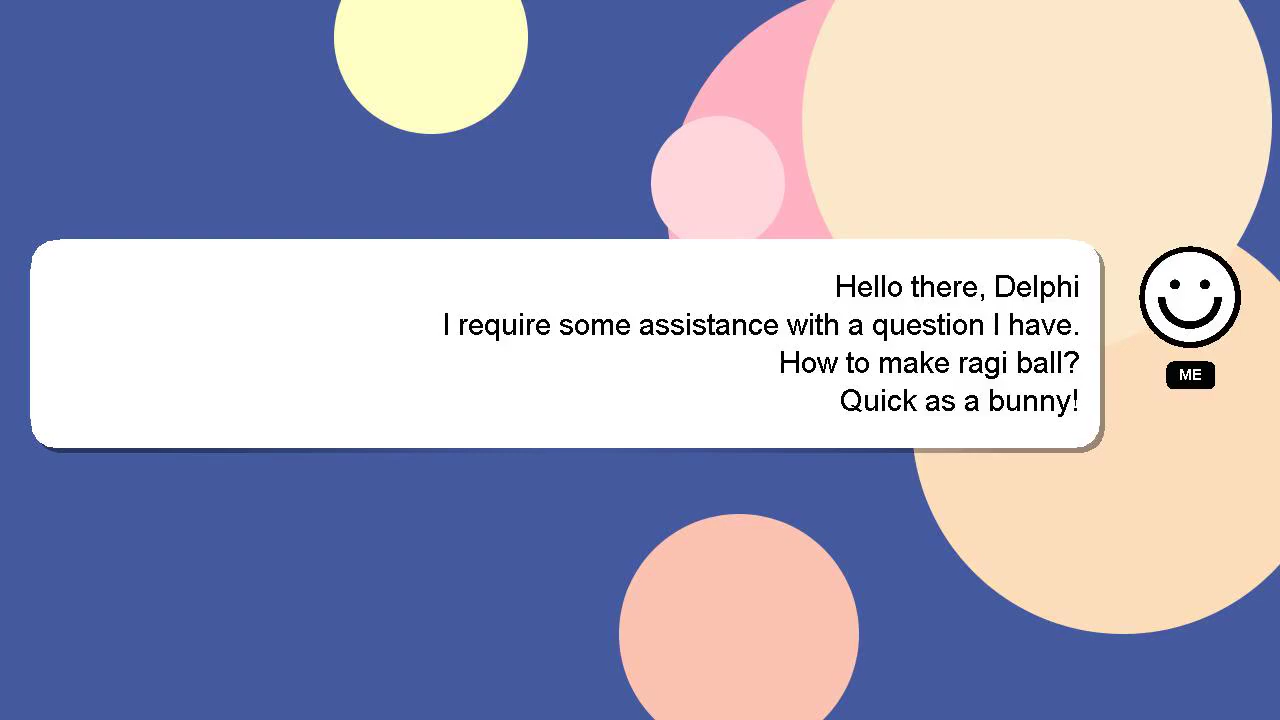 Hello there, Delphi
I require some assistance with a question I have.
How to make ragi ball?
Quick as a bunny!
ME